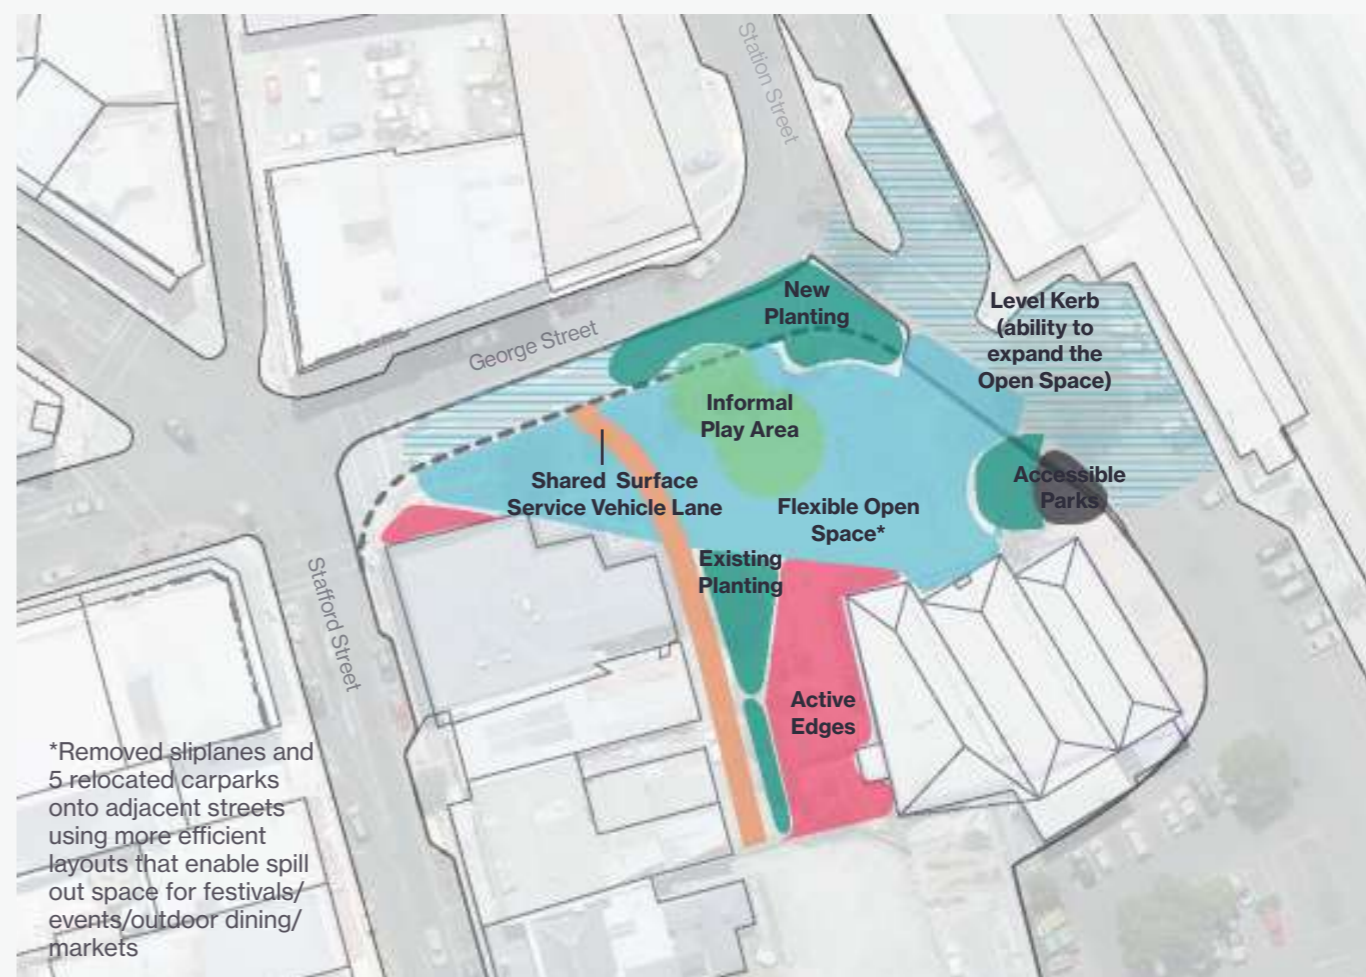 Station Street
New
Planting
Level Kerb
(ability to
expand the
Open Space)
George Street
Informal
Play Area
Accessible
Parks
Shared Surface
Service Vehicle Lane
Flexible Open
Space*
Existing
Planting
Stafford Street
Active
Edges
*Removed sliplanes and
5 relocated carparks
onto adjacent streets
using more efficient
layouts that enable spill
out space for festivals/
events/outdoor dining/
markets